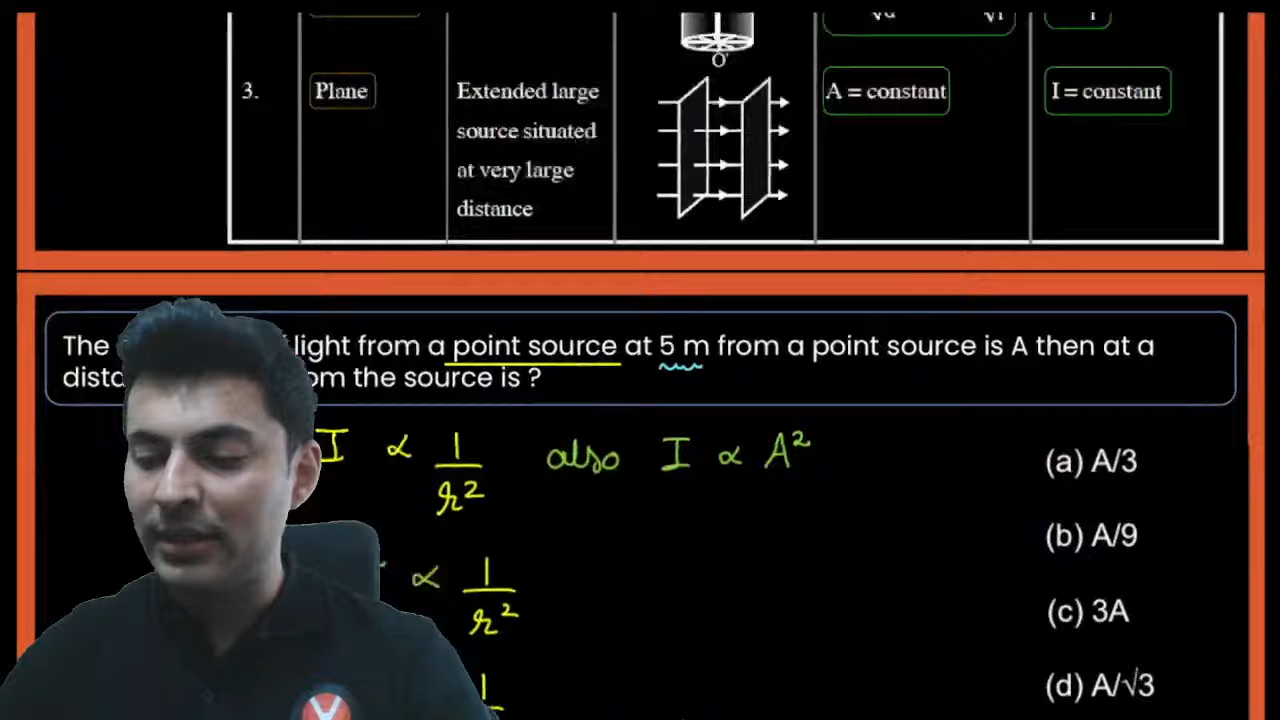 3.
Plane
Extended large
source situated
at very large
distance
O'
A = constant
I = constant
The light from a point source at 5 m from a point source is A then at a
from the source is ?
I ∝ 1/r² also I ∝ A²
∝ 1/r²
1
(a) A/3
(b) A/9
(c) 3A
(d) A/√3